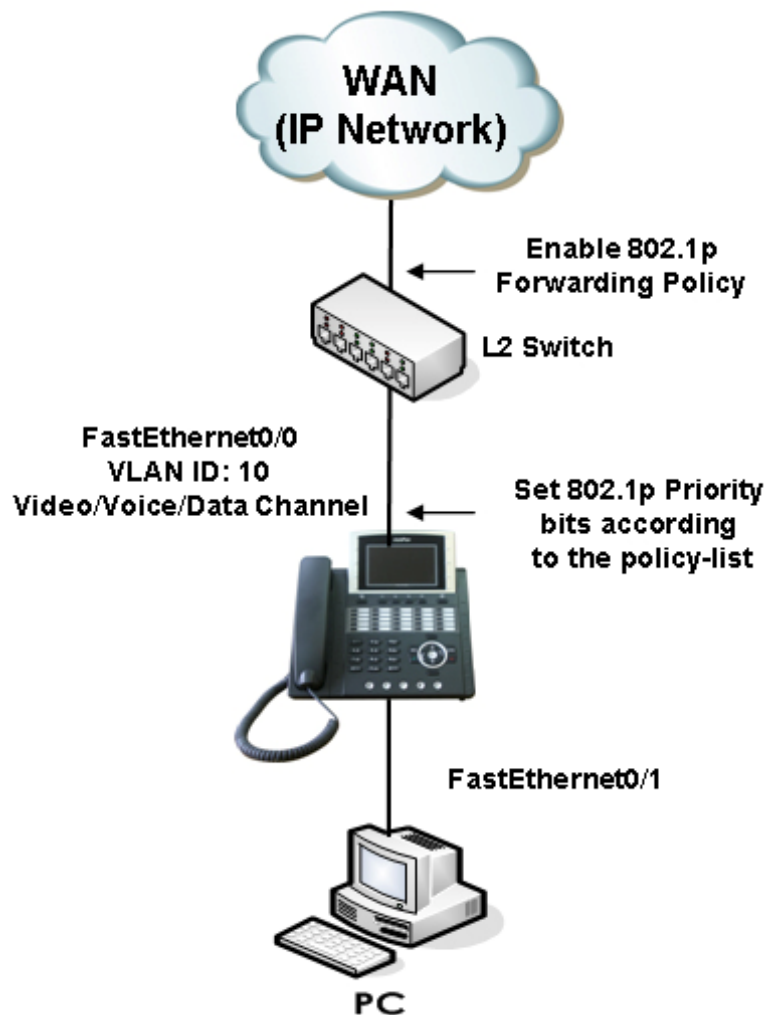 WAN
(IP Network)
Enable 802.1p
Forwarding Policy
L2 Switch
FastEthernet0/0
VLAN ID: 10
Video/Voice/Data Channel
Set 802.1p Priority
bits according
to the policy-list
FastEthernet0/1
PC